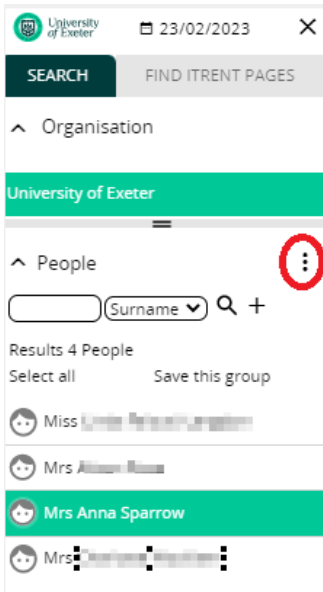 University
of Exeter
23/02/2023
SEARCH FIND ITRENT PAGES
Organisation
University of Exeter
People
Surname
Results 4 People
Select all Save this group
Miss
Mrs
Mrs Anna Sparrow
Mrs